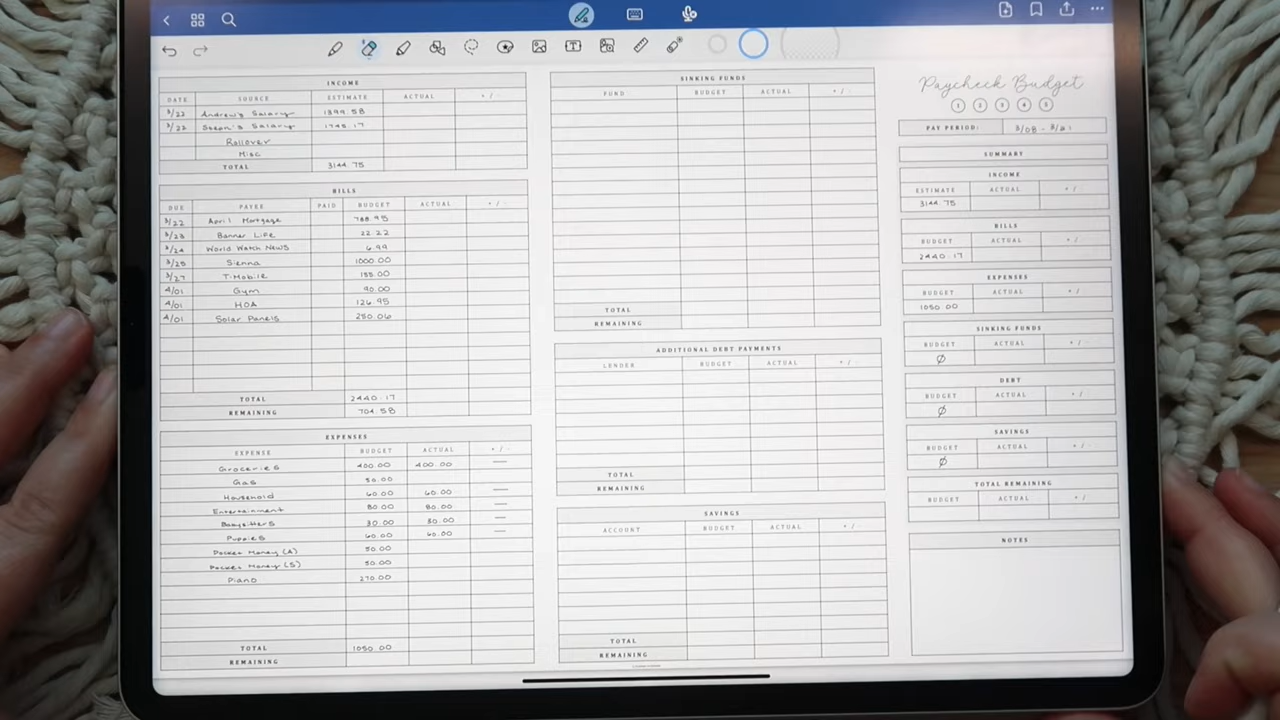 INCOME
DATE SOURCE ESTIMATE ACTUAL + / -
3/22 Andrew's Salary 1399.58
3/22 Salary 1745.17
Rollover
Misc
TOTAL 3144.75
BILLS
DUE PAYEE PAID BUDGET ACTUAL + / -
3/22 April Mortgage 788.95
3/23 Banner Life 22.22
3/24 World Watch News 6.99
3/25 Sienna 1000.00
3/27 T-Mobile 155.00
4/01 Gym 90.00
4/01 HOA 126.95
4/01 Solar Panels 250.06
TOTAL 2440.17
REMAINING 704.58
EXPENSES
EXPENSE BUDGET ACTUAL + / -
Groceries 400.00 400.00 —
Gas 50.00
Household 60.00 60.00 —
Entertainment 80.00 80.00 —
Babysitters 30.00 30.00 —
Puppies 60.00 60.00 —
Pocket Money (A) 50.00
Pocket Money (S) 50.00
Piano 270.00
TOTAL 1050.00
REMAINING
SINKING FUNDS
FUND BUDGET ACTUAL + / -
TOTAL
REMAINING
ADDITIONAL DEBT PAYMENTS
LENDER BUDGET ACTUAL + / -
TOTAL
REMAINING
SAVINGS
ACCOUNT BUDGET ACTUAL + / -
TOTAL
REMAINING
Paycheck Budget
1 2 3 4 5
PAY PERIOD: 3/08 - 3/21
SUMMARY
INCOME
ESTIMATE ACTUAL + / -
3144.75
BILLS
BUDGET ACTUAL + / -
2440.17
EXPENSES
BUDGET ACTUAL + / -
1050.00
SINKING FUNDS
BUDGET ACTUAL + / -
Ø
DEBT
BUDGET ACTUAL + / -
Ø
SAVINGS
BUDGET ACTUAL + / -
Ø
TOTAL REMAINING
BUDGET ACTUAL + / -
NOTES